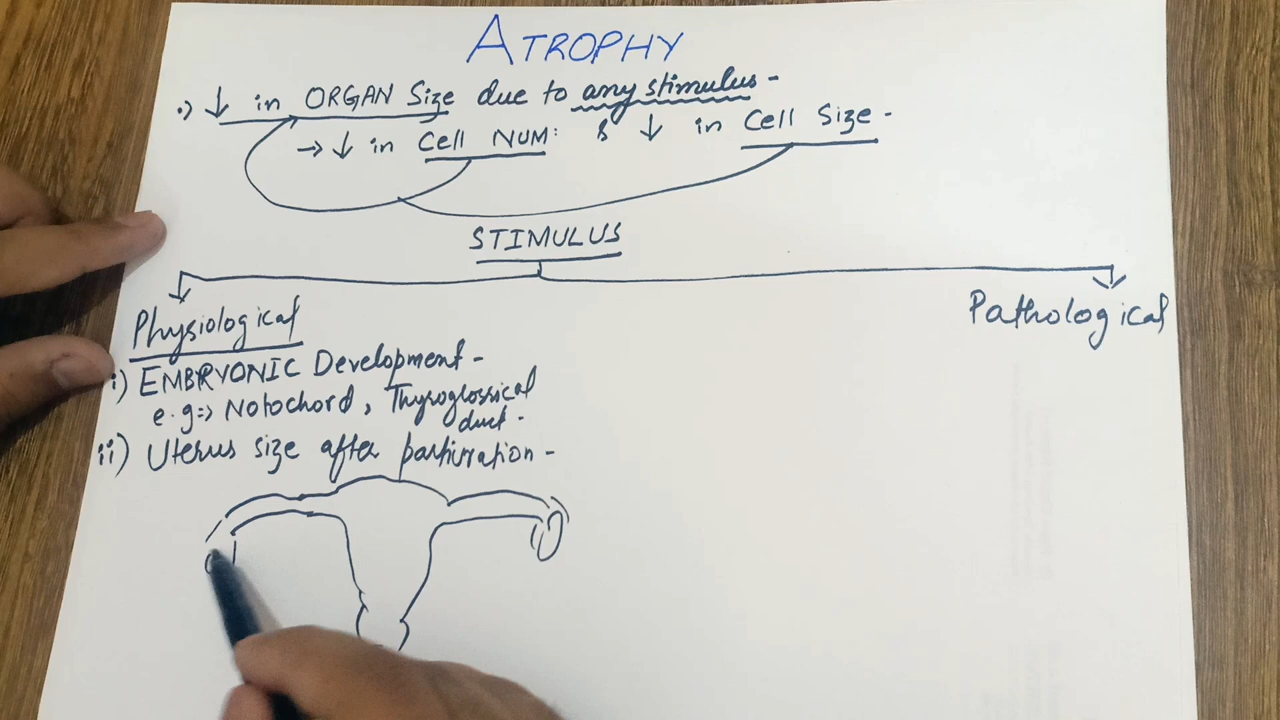 ATROPHY
•) ↓ in ORGAN Size due to any stimulus -
→ ↓ in Cell NUM: & ↓ in Cell Size -
STIMULUS
Physiological
Pathological
i) EMBRYONIC Development -
e.g => Notochord, Thyroglossical
duct -
ii) Uterus size after parturation -